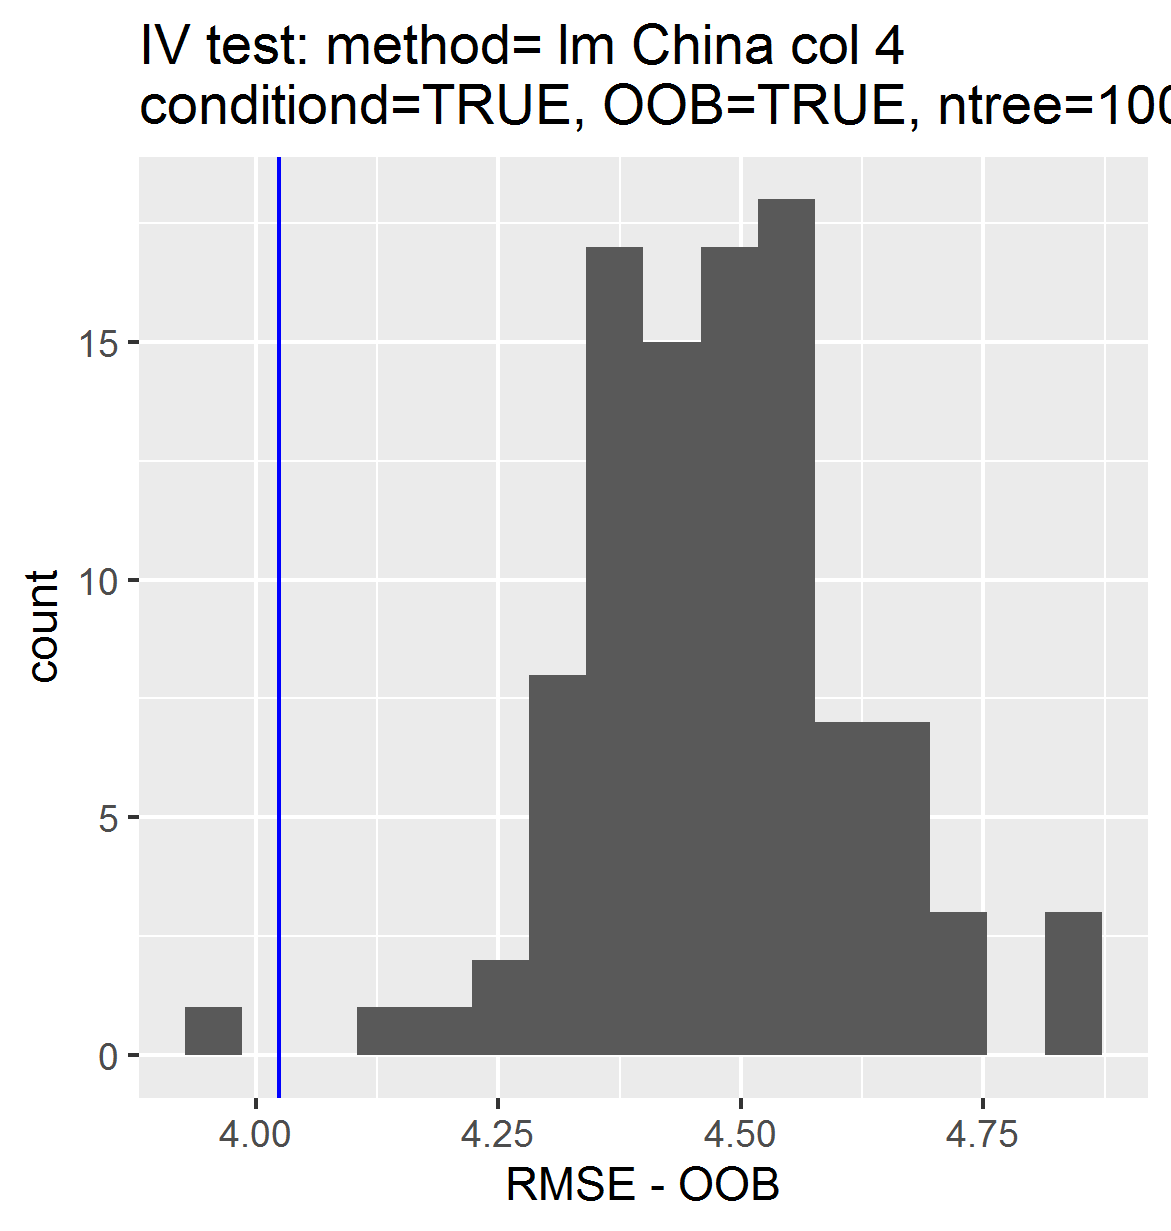 IV test: method= lm China col 4
conditiond=TRUE, OOB=TRUE, ntree=100
15
10
5
0
count
4.00 4.25 4.50 4.75
RMSE - OOB